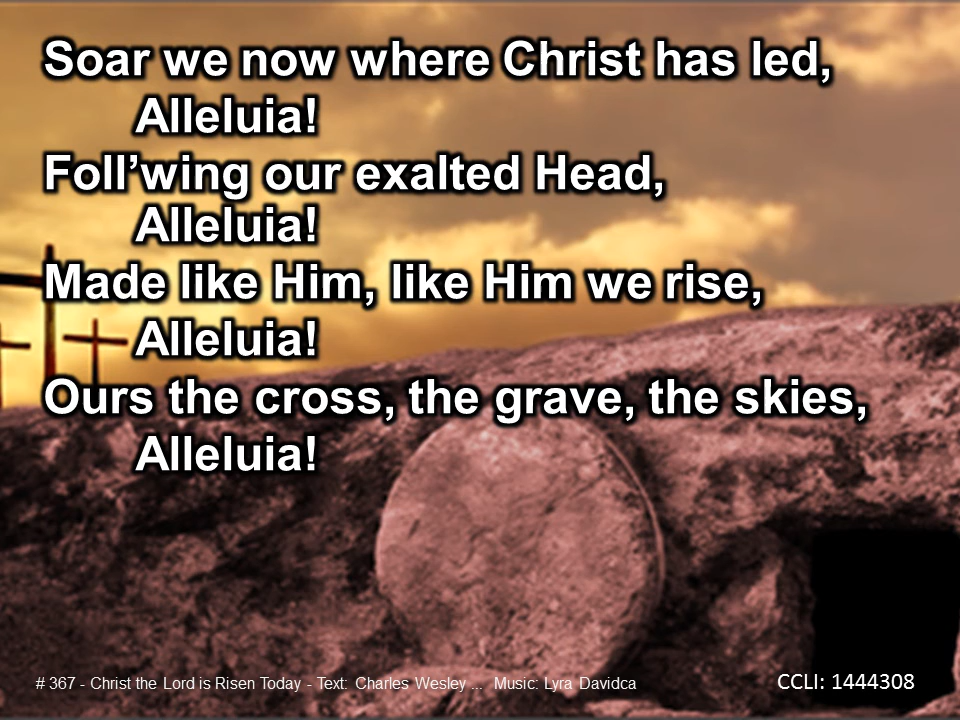 Soar we now where Christ has led,
Alleluia!
Foll’wing our exalted Head,
Alleluia!
Made like Him, like Him we rise,
Alleluia!
Ours the cross, the grave, the skies,
Alleluia!
# 367 - Christ the Lord is Risen Today - Text: Charles Wesley ... Music: Lyra Davidca
CCLI: 1444308